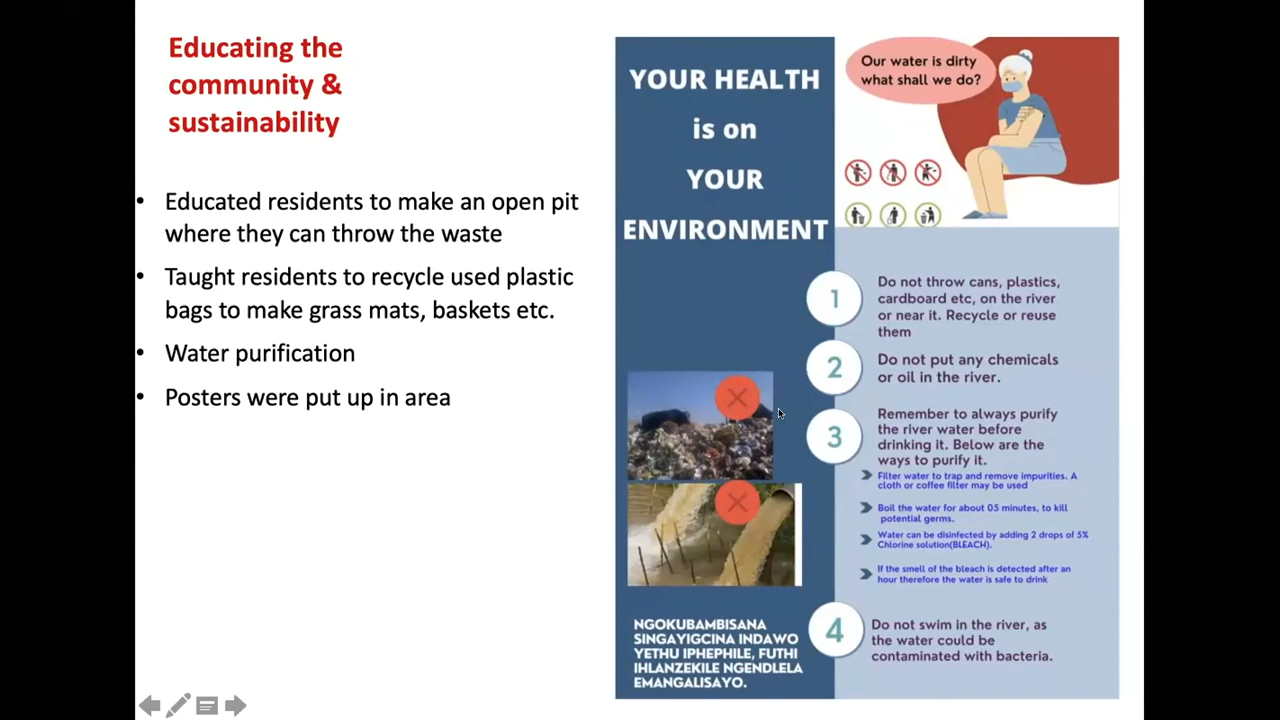 Educating the
community &
sustainability
• Educated residents to make an open pit
where they can throw the waste
• Taught residents to recycle used plastic
bags to make grass mats, baskets etc.
• Water purification
• Posters were put up in area
YOUR HEALTH
is on
YOUR
ENVIRONMENT
NGOKUBAMBISANA
SINGAYIGCINA INDAWO
YETHU IPHEPHILE, FUTHI
IHLANZEKILE NGENDLELA
EMANGALISAYO.
Our water is dirty
what shall we do?
1
Do not throw cans, plastics,
cardboard etc, on the river
or near it. Recycle or reuse
them
2
Do not put any chemicals
or oil in the river.
3
Remember to always purify
the river water before
drinking it. Below are the
ways to purify it.
Filter water to trap and remove impurities. A
cloth or coffee filter may be used
Boil the water for about 05 minutes, to kill
potential germs.
Water can be disinfected by adding 2 drops of 5%
Chlorine solution(BLEACH).
If the smell of the bleach is detected after an
hour therefore the water is safe to drink
4
Do not swim in the river, as
the water could be
contaminated with bacteria.